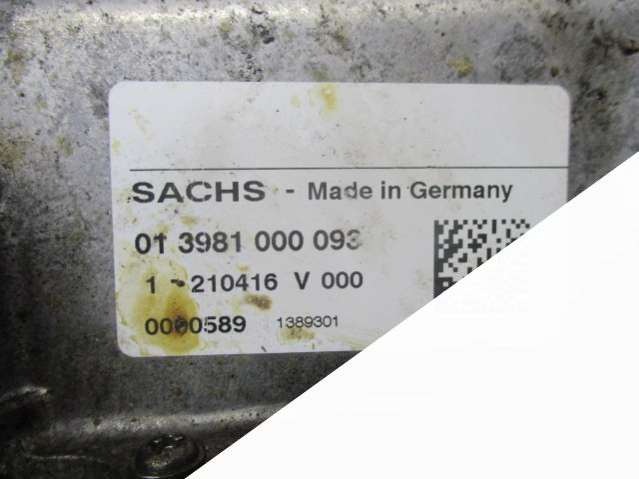 SACHS - Made in Germany
01 3981 000 093
1 - 210416 V 000
0000589 1389301